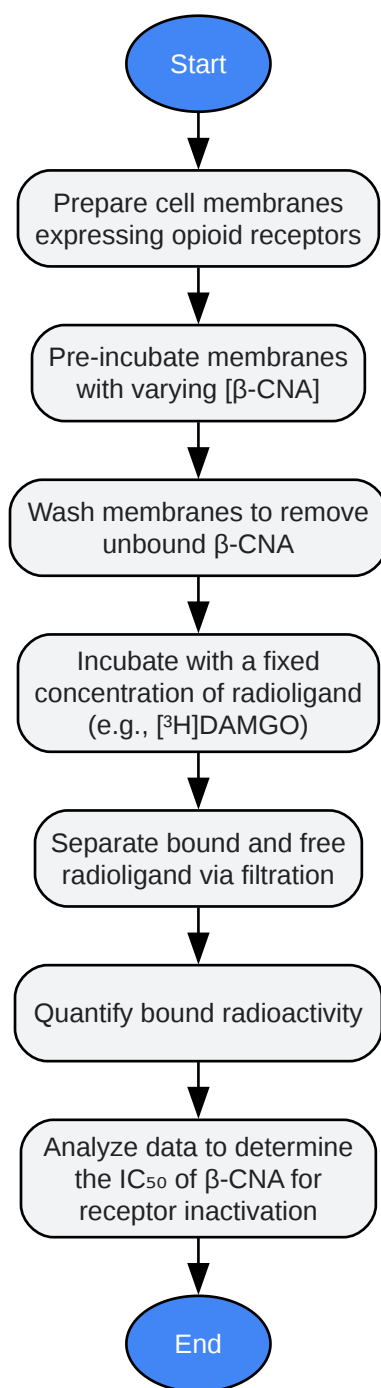 Start
Prepare cell membranes
expressing opioid receptors
Pre-incubate membranes
with varying [β-CNA]
Wash membranes to remove
unbound β-CNA
Incubate with a fixed
concentration of radioligand
(e.g., [³H]DAMGO)
Separate bound and free
radioligand via filtration
Quantify bound radioactivity
Analyze data to determine
the IC₅₀ of β-CNA for
receptor inactivation
End